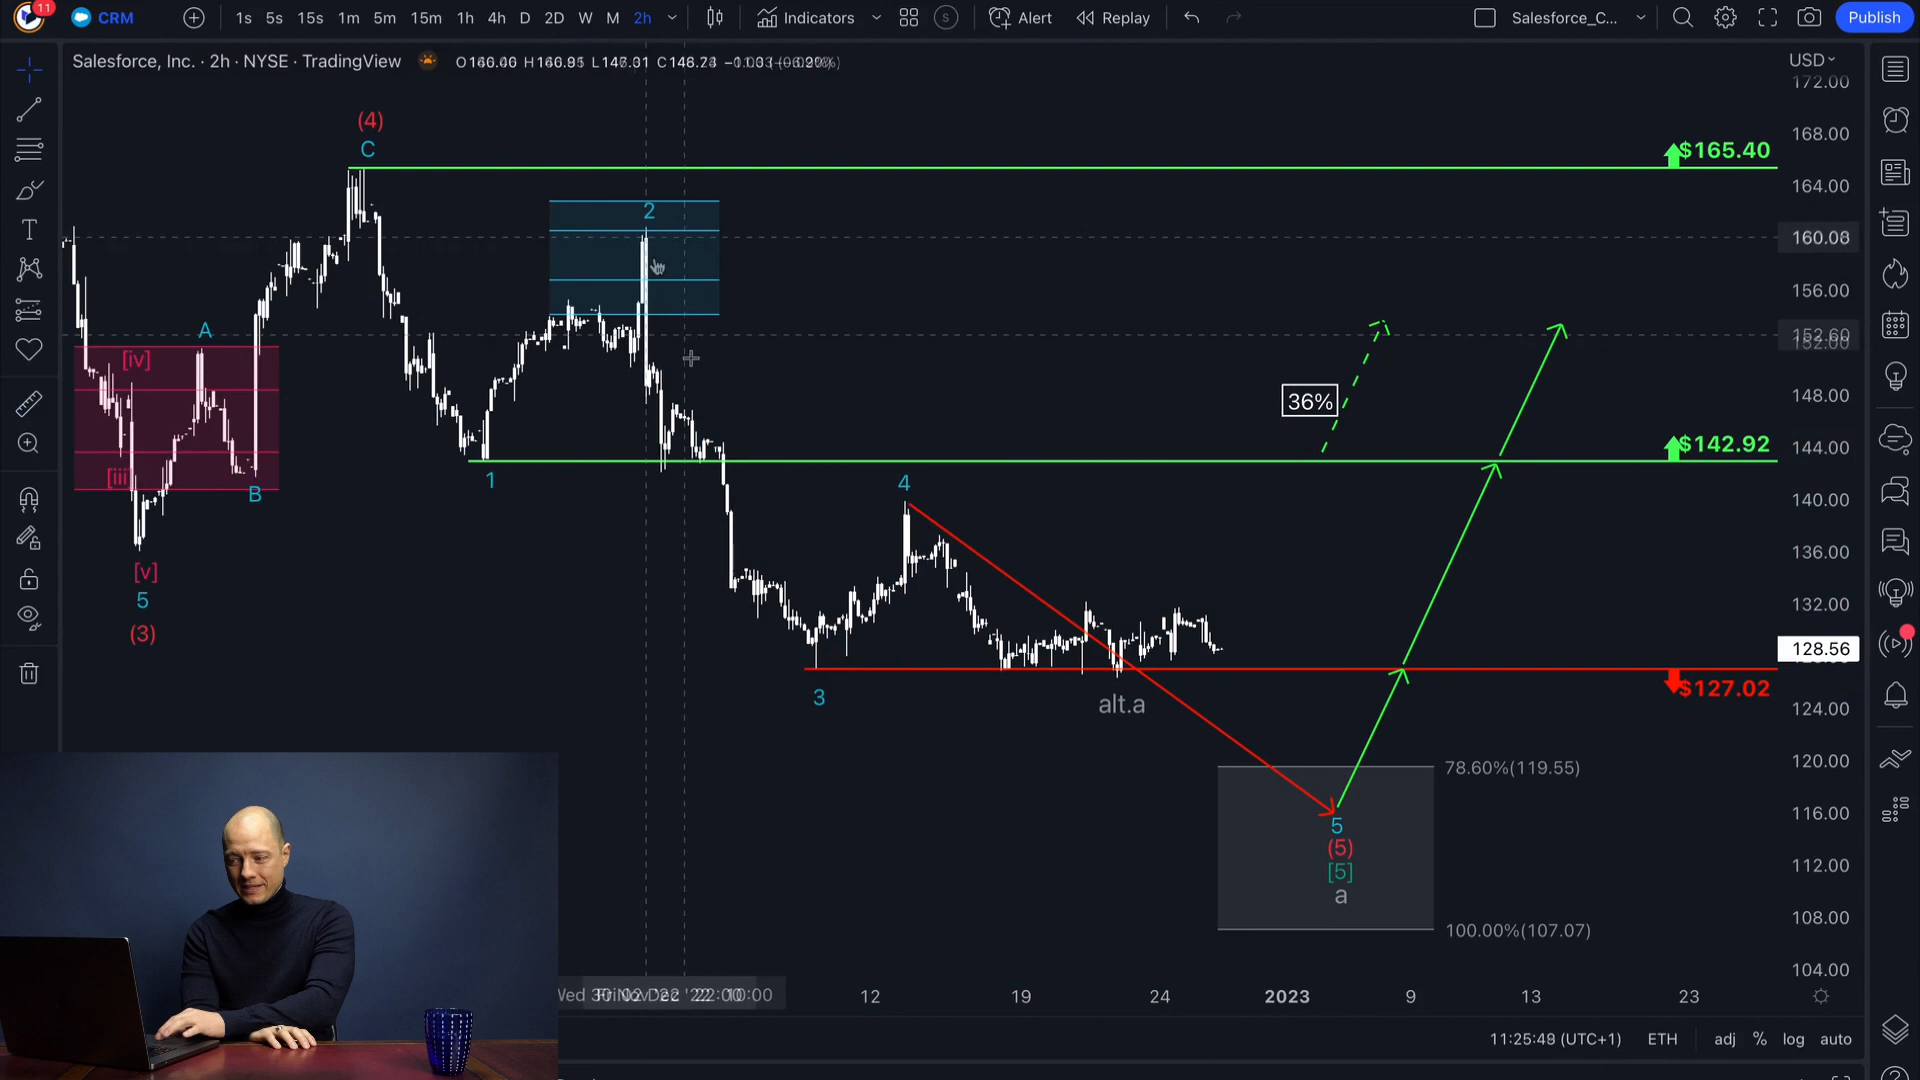 11 CRM 1s 5s 15s 1m 5m 15m 1h 4h D 2D W M 2h Indicators S Alert Replay Salesforce_C... Publish
Salesforce, Inc. · 2h · NYSE · TradingView
USD
172.00
(4)
168.00
C
$165.40
164.00
2
160.08
156.00
A
[iv]
152.60
36%
148.00
$142.92
144.00
[iii]
1
4
B
140.00
136.00
[v]
5
132.00
(3)
128.56
$127.02
3
alt.a
124.00
78.60%(119.55)
120.00
116.00
5
(5)
[5]
112.00
a
108.00
100.00%(107.07)
104.00
12 19 24 2023 9 13 23
11:25:48 (UTC+1) ETH adj % log auto